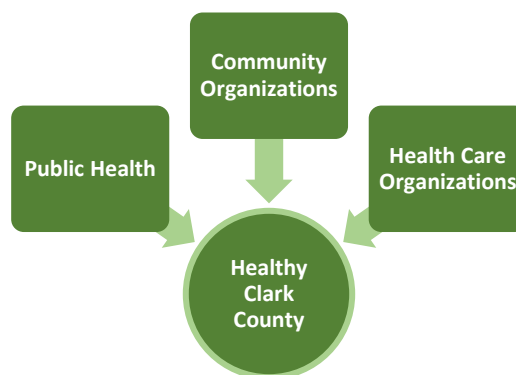 Community
Organizations
Public Health
Health Care
Organizations
Healthy
Clark
County